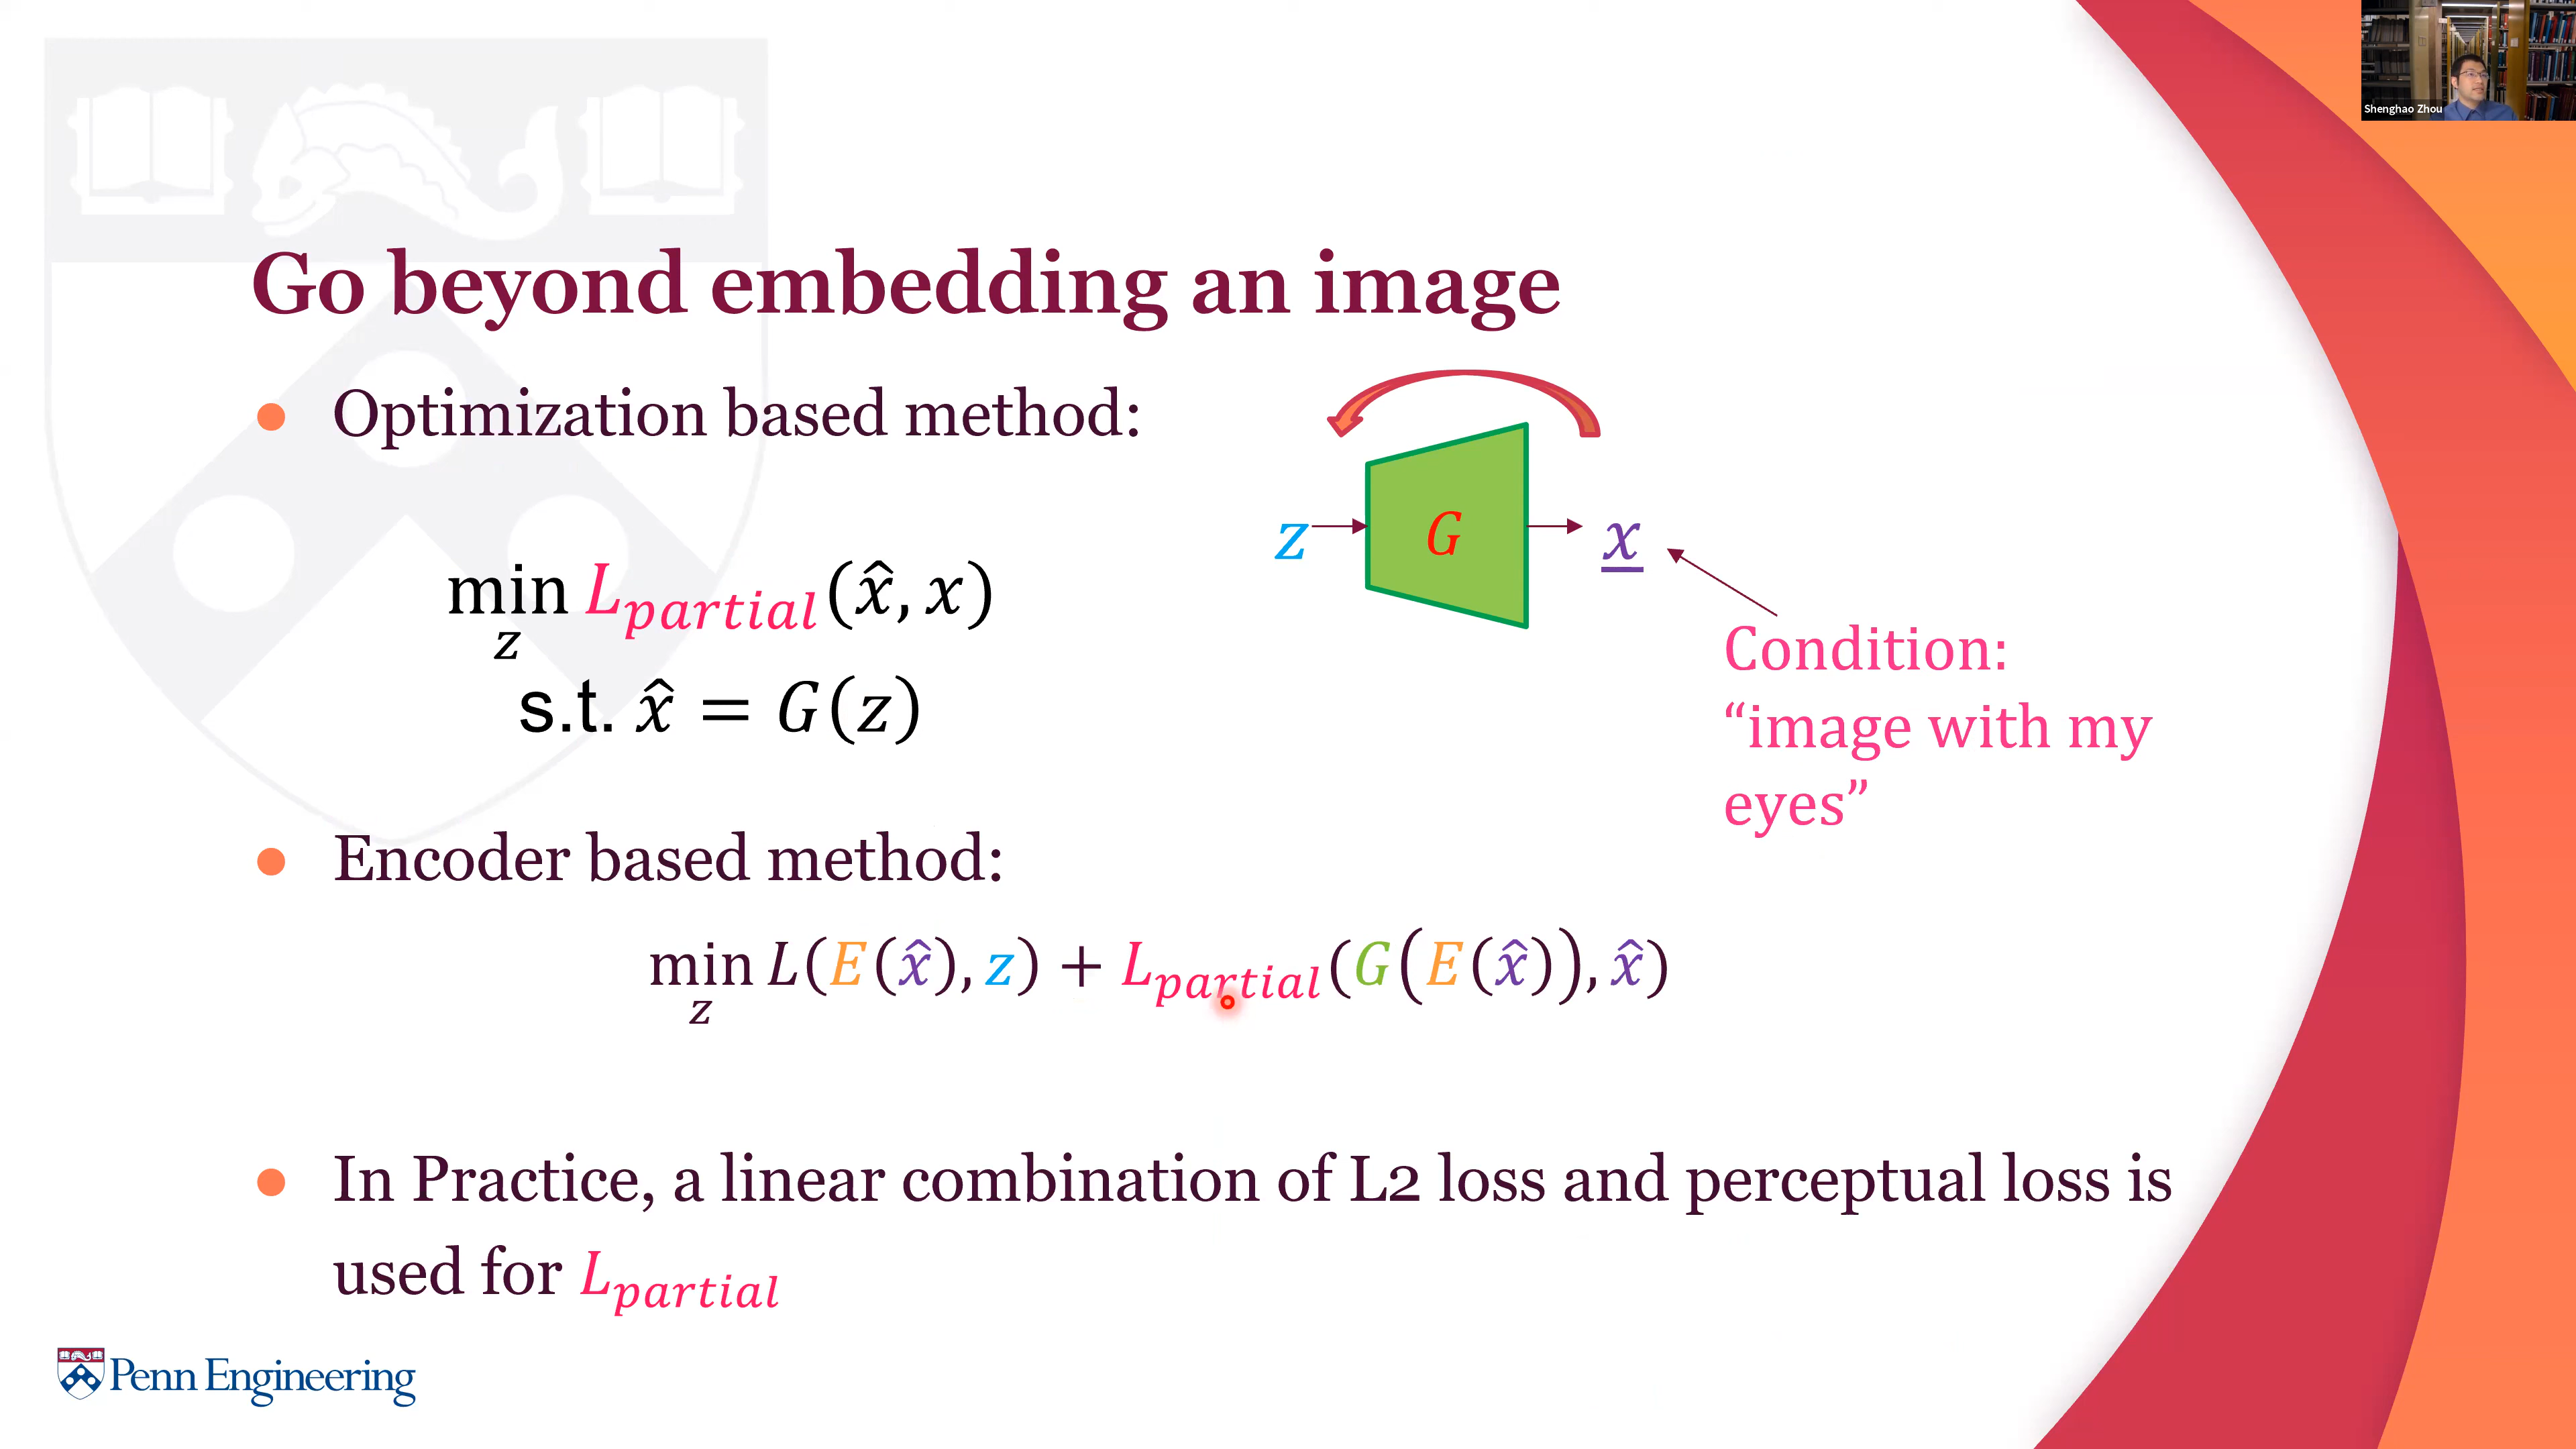 Shenghao Zhou
Go beyond embedding an image
● Optimization based method:
min L_partial(x̂, x)
z
s.t. x̂ = G(z)
z
G
x
Condition:
“image with my
eyes”
● Encoder based method:
min L(E(x̂), z) + L_partial(G(E(x̂)), x̂)
z
● In Practice, a linear combination of L2 loss and perceptual loss is
used for L_partial
Penn Engineering